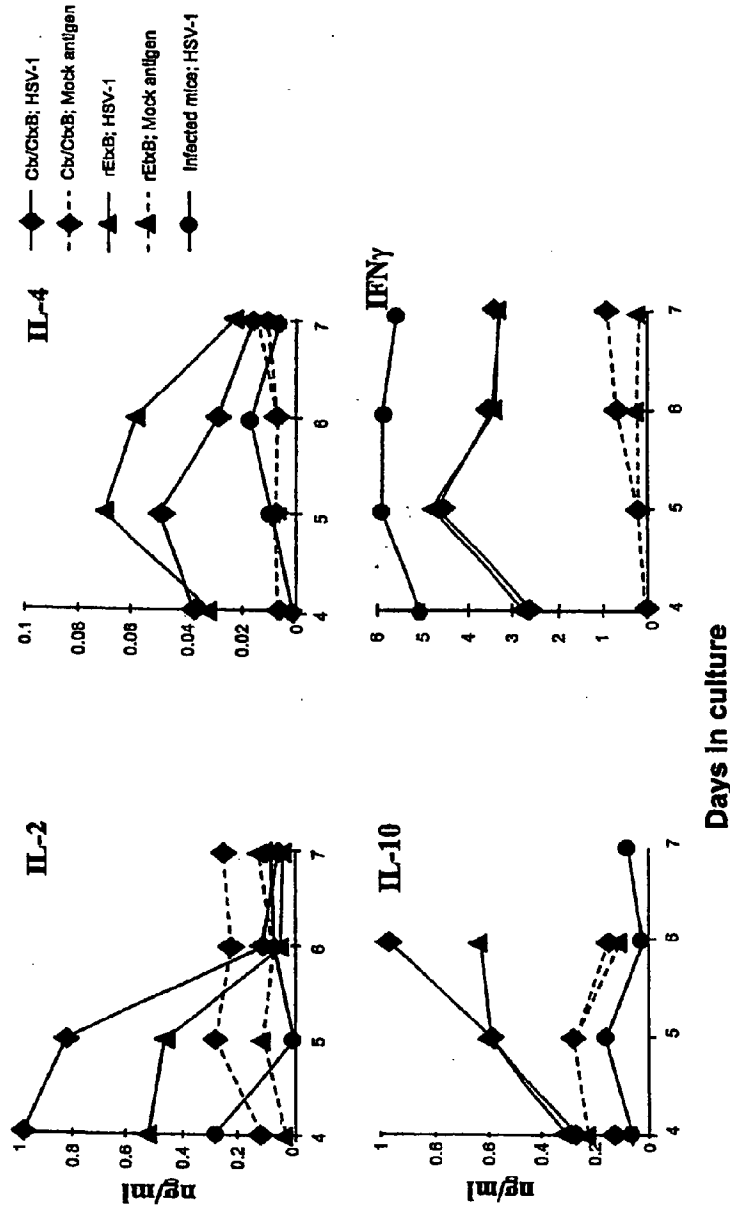 IL-2
ng/ml
1
0.8
0.6
0.4
0.2
0
4 5 6 7
IL-4
0.1
0.08
0.06
0.04
0.02
0
4 5 6 7
Ctx/CtxB; HSV-1
Ctx/CtxB; Mock antigen
rEtxB; HSV-1
rEtxB; Mock antigen
Infected mice; HSV-1
IL-10
ng/ml
1
0.8
0.6
0.4
0.2
0
4 5 6 7
IFNγ
6
5
4
3
2
1
0
4 5 6 7
Days in culture